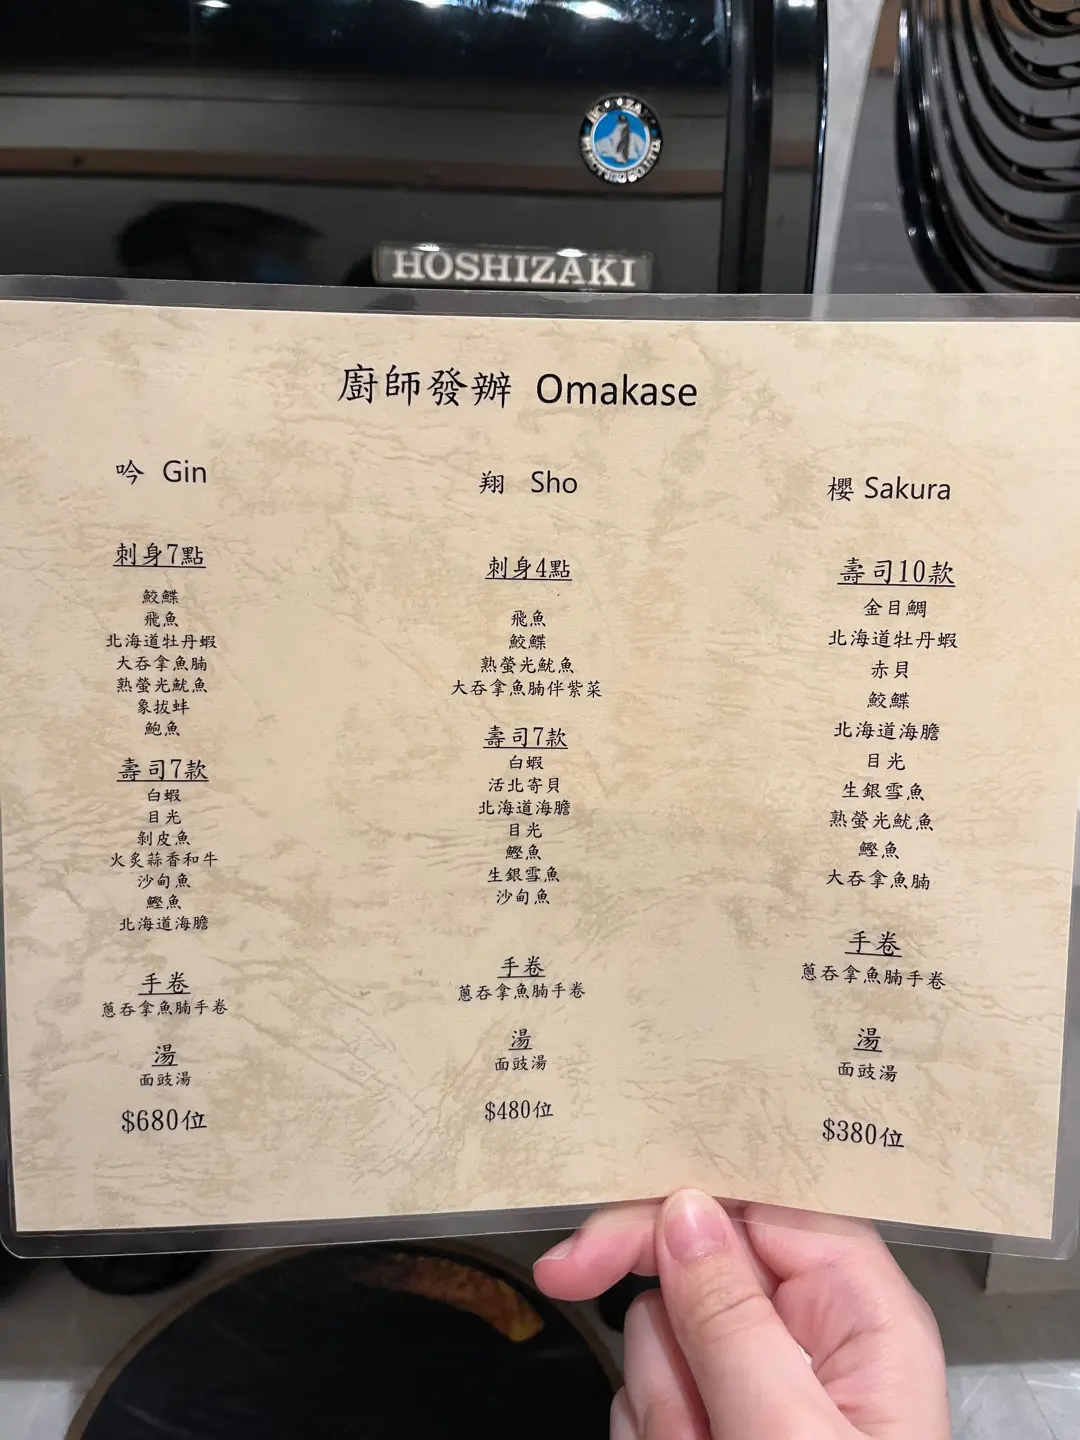 HOSHIZAKI
廚師發辦 Omakase
吟 Gin
刺身7點
鮫鰈
飛魚
北海道牡丹蝦
大吞拿魚腩
熟螢光魷魚
象拔蚌
鮑魚
壽司7款
白蝦
目光
剝皮魚
火炙蒜香和牛
沙甸魚
鰹魚
北海道海膽
手卷
蔥吞拿魚腩手卷
湯
面豉湯
$680位
翔 Sho
刺身4點
飛魚
鮫鰈
熟螢光魷魚
大吞拿魚腩伴紫菜
壽司7款
白蝦
活北寄貝
北海道海膽
目光
鰹魚
生銀雪魚
沙甸魚
手卷
蔥吞拿魚腩手卷
湯
面豉湯
$480位
櫻 Sakura
壽司10款
金目鯛
北海道牡丹蝦
赤貝
鮫鰈
北海道海膽
目光
生銀雪魚
熟螢光魷魚
鰹魚
大吞拿魚腩
手卷
蔥吞拿魚腩手卷
湯
面豉湯
$380位